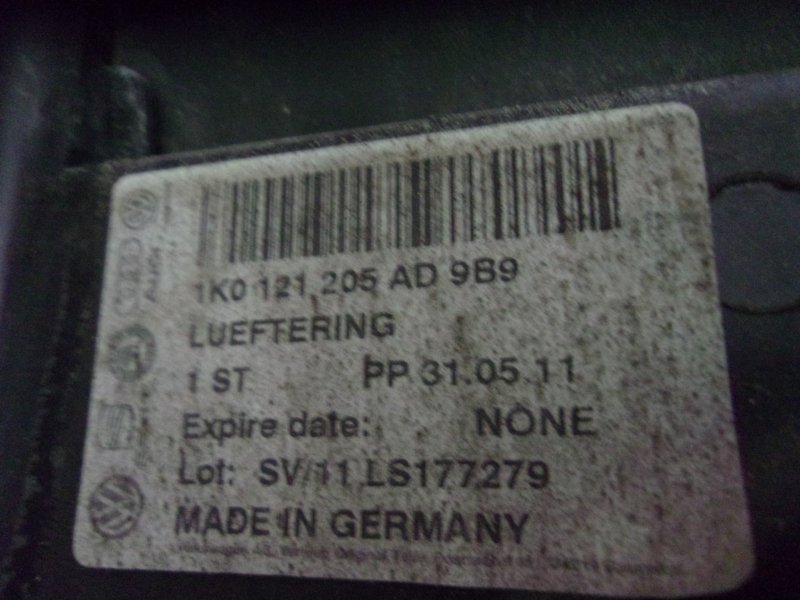 1K0 121 205 AD 9B9
LUEFTERING
1 ST PP 31.05.11
Expire date: NONE
Lot: SV/11 LS177279
MADE IN GERMANY
Audi